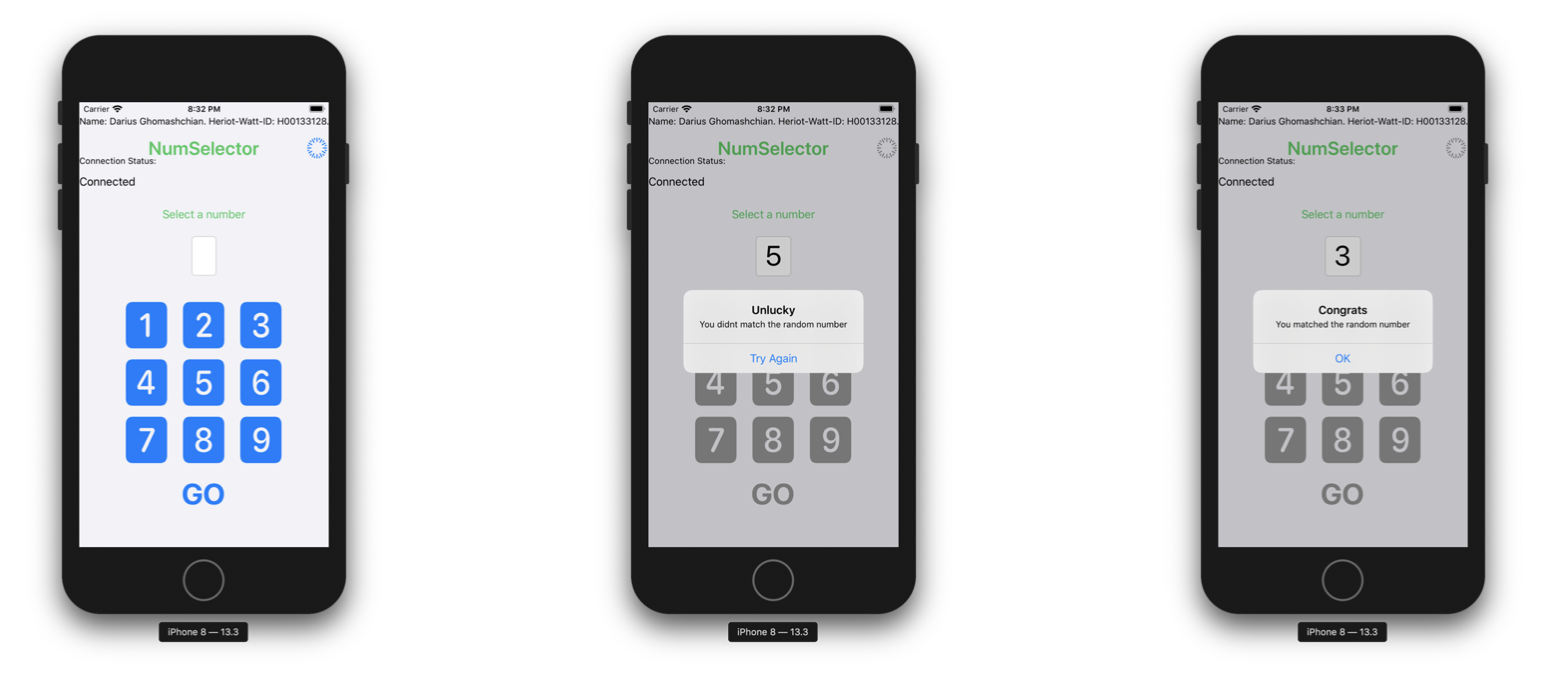 Carrier 8:32 PM
Name: Darius Ghomashchian. Heriot-Watt-ID: H00133128.
NumSelector
Connection Status:
Connected
Select a number
1 2 3
4 5 6
7 8 9
GO
iPhone 8 — 13.3
Carrier 8:32 PM
Name: Darius Ghomashchian. Heriot-Watt-ID: H00133128.
NumSelector
Connection Status:
Connected
Select a number
5
Unlucky
You didnt match the random number
Try Again
4 5 6
7 8 9
GO
iPhone 8 — 13.3
Carrier 8:33 PM
Name: Darius Ghomashchian. Heriot-Watt-ID: H00133128.
NumSelector
Connection Status:
Connected
Select a number
3
Congrats
You matched the random number
OK
4 5 6
7 8 9
GO
iPhone 8 — 13.3